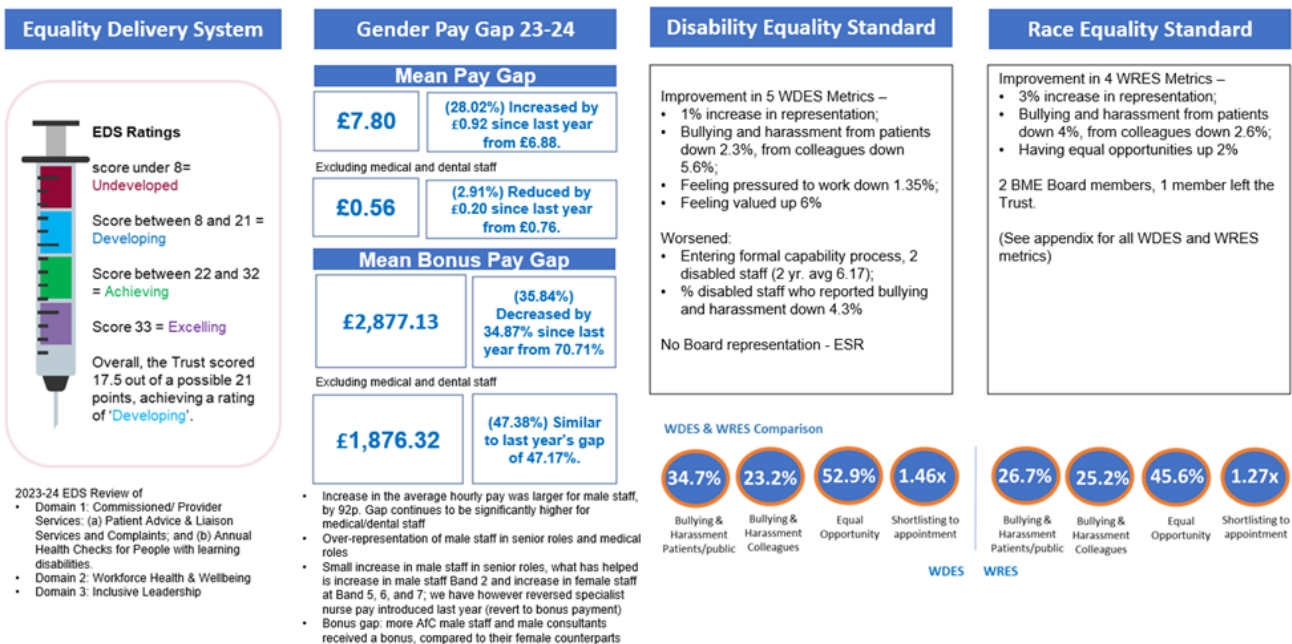 Equality Delivery System
EDS Ratings
score under 8=
Undeveloped
Score between 8 and 21 =
Developing
Score between 22 and 32
= Achieving
Score 33 = Excelling
Overall, the Trust scored
17.5 out of a possible 21
points, achieving a rating
of ‘Developing’.
2023-24 EDS Review of
• Domain 1: Commissioned/ Provider
Services: (a) Patient Advice & Liaison
Services and Complaints; and (b) Annual
Health Checks for People with learning
disabilities.
• Domain 2: Workforce Health & Wellbeing
• Domain 3: Inclusive Leadership
Gender Pay Gap 23-24
Mean Pay Gap
£7.80
(28.02%) Increased by
£0.92 since last year
from £6.88.
Excluding medical and dental staff
£0.56
(2.91%) Reduced by
£0.20 since last year
from £0.76.
Mean Bonus Pay Gap
£2,877.13
(35.84%)
Decreased by
34.87% since last
year from 70.71%
Excluding medical and dental staff
£1,876.32
(47.38%) Similar
to last year's gap
of 47.17%.
• Increase in the average hourly pay was larger for male staff,
by 92p. Gap continues to be significantly higher for
medical/dental staff
• Over-representation of male staff in senior roles and medical
roles
• Small increase in male staff in senior roles, what has helped
is increase in male staff Band 2 and increase in female staff
at Band 5, 6, and 7; we have however reversed specialist
nurse pay introduced last year (revert to bonus payment)
• Bonus gap: more AfC male staff and male consultants
received a bonus, compared to their female counterparts
Disability Equality Standard
Improvement in 5 WDES Metrics –
• 1% increase in representation;
• Bullying and harassment from patients
down 2.3%, from colleagues down
5.6%;
• Feeling pressured to work down 1.35%;
• Feeling valued up 6%
Worsened:
• Entering formal capability process, 2
disabled staff (2 yr. avg 6.17);
• % disabled staff who reported bullying
and harassment down 4.3%
No Board representation - ESR
Race Equality Standard
Improvement in 4 WRES Metrics –
• 3% increase in representation;
• Bullying and harassment from patients
down 4%, from colleagues down 2.6%;
• Having equal opportunities up 2%
2 BME Board members, 1 member left the
Trust.
(See appendix for all WDES and WRES
metrics)
WDES & WRES Comparison
34.7%
Bullying &
Harassment
Patients/public
23.2%
Bullying &
Harassment
Colleagues
52.9%
Equal
Opportunity
1.46x
Shortlisting to
appointment
26.7%
Bullying &
Harassment
Patients/public
25.2%
Bullying &
Harassment
Colleagues
45.6%
Equal
Opportunity
1.27x
Shortlisting to
appointment
WDES
WRES